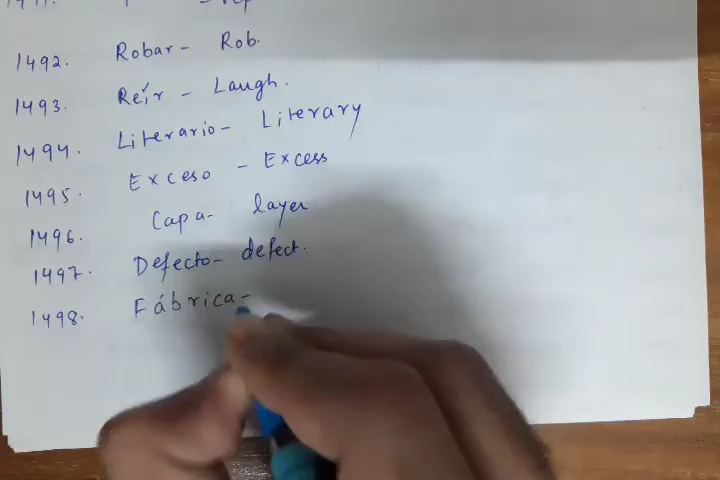 1492. Robar - Rob.
1493. Reír - Laugh.
1494. Literario - Literary
1495. Exceso - Excess
1496. Capa - layer
1497. Defecto - defect.
1498. Fábrica -